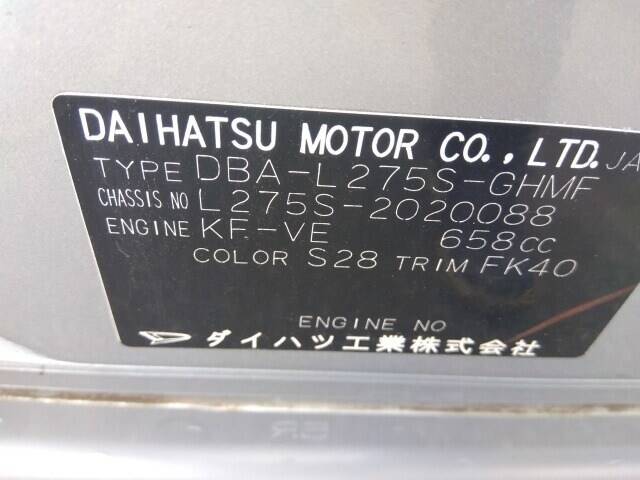 DAIHATSU MOTOR CO., LTD. JA
TYPE DBA-L275S-GHMF
CHASSIS NO L275S-2020088
ENGINE KF-VE 658cc
COLOR S28 TRIM FK40
ENGINE NO
ダイハツ工業株式会社